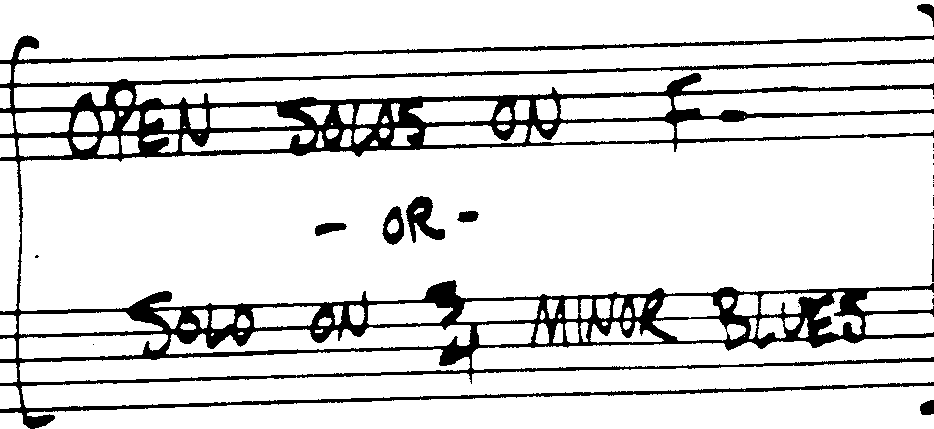 OPEN SOLOS ON F-
- OR -
SOLO ON 3/4 MINOR BLUES